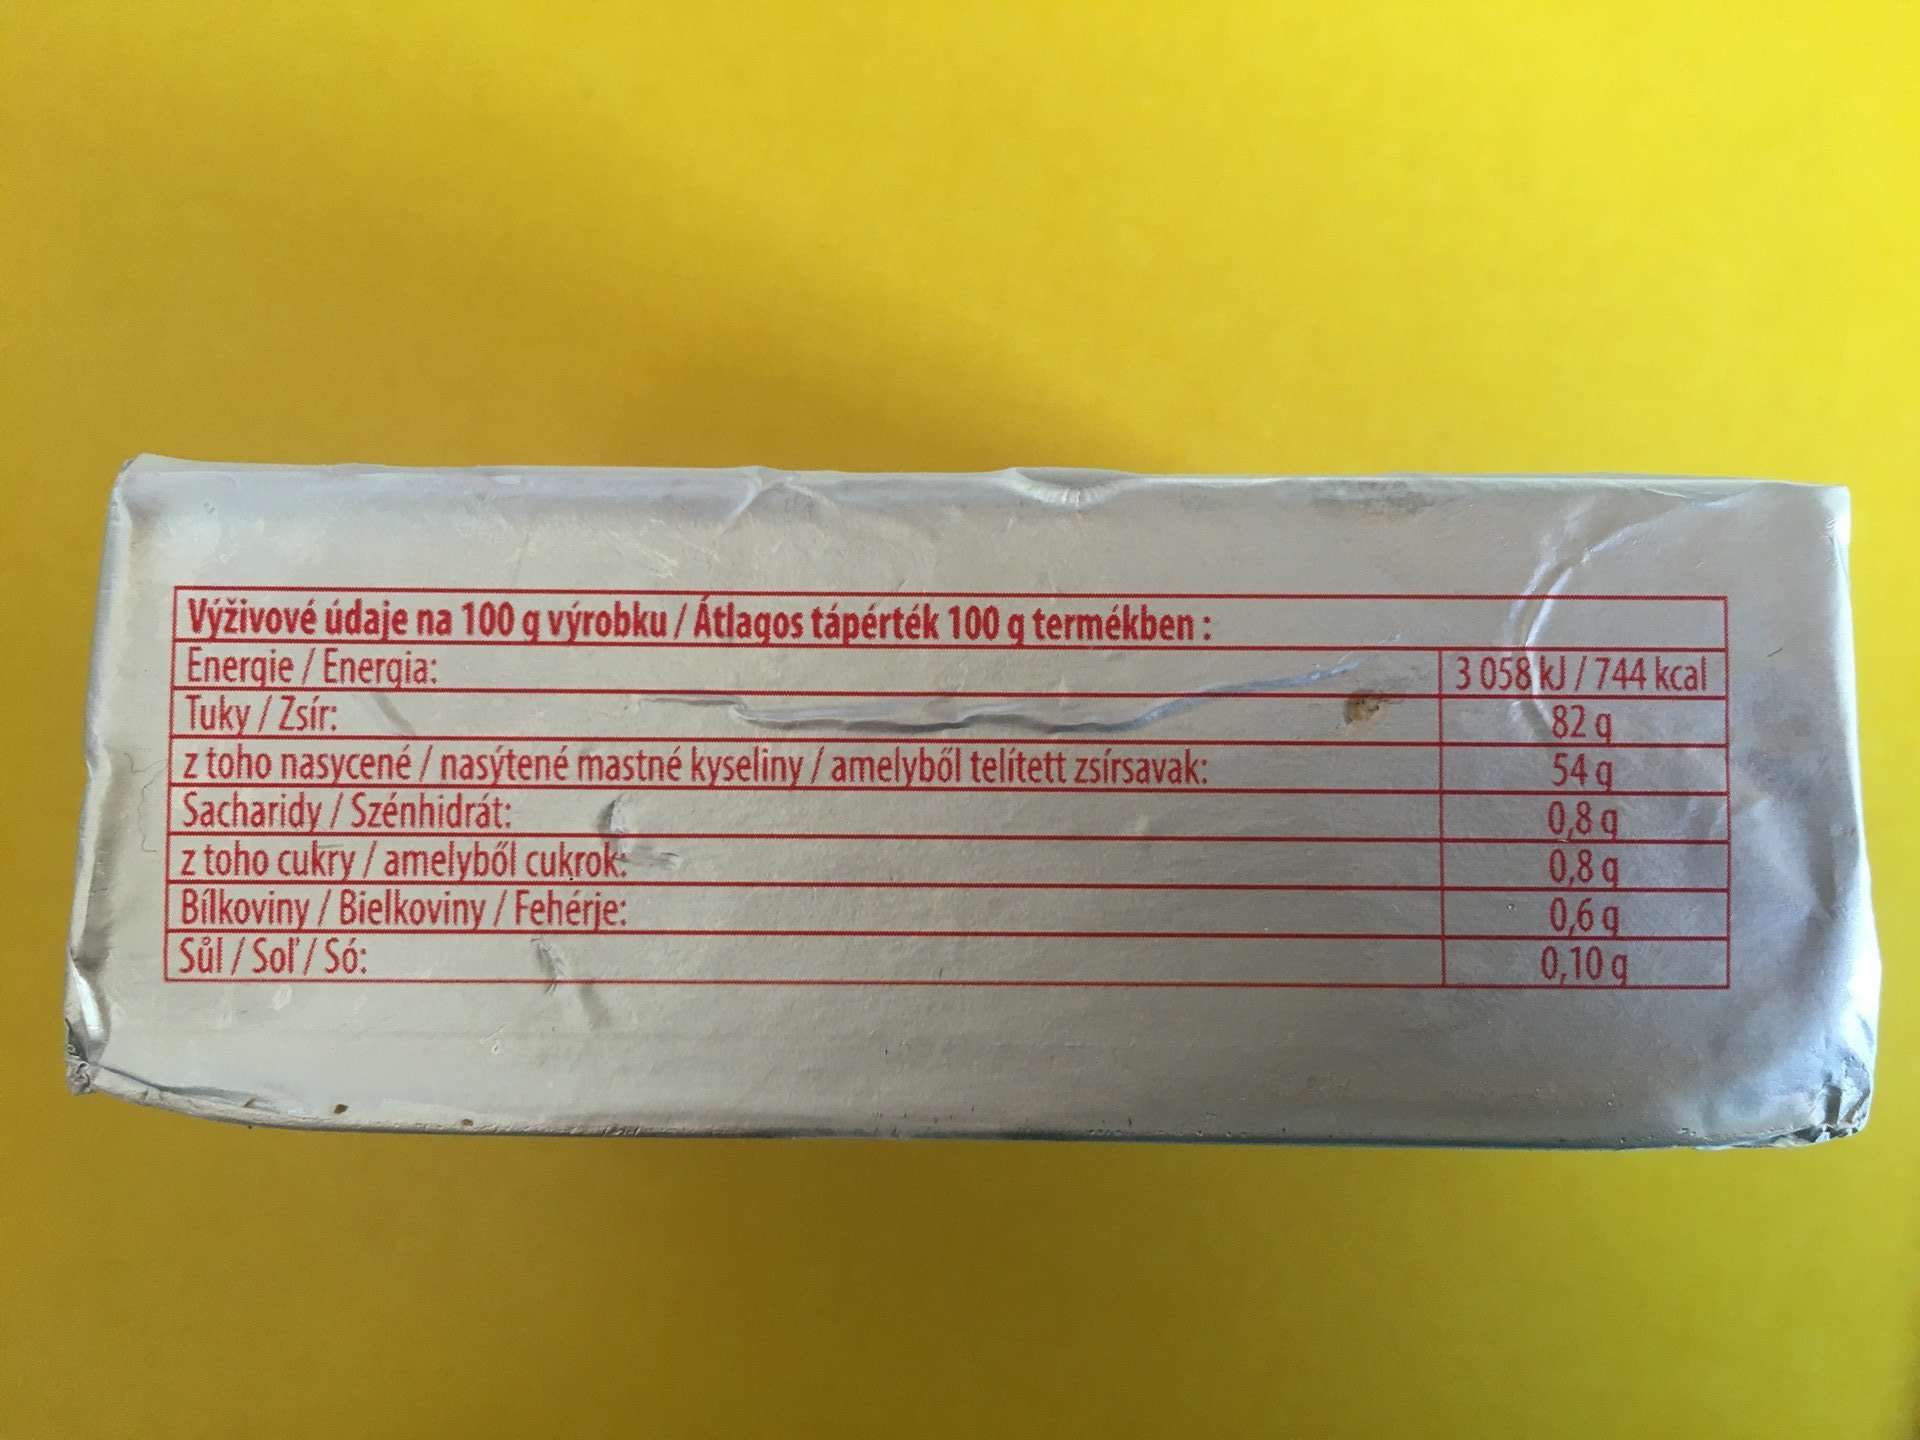 Výživové údaje na 100 g výrobku / Átlagos tápérték 100 g termékben :
Energie / Energia: 3 058 kJ / 744 kcal
Tuky / Zsír: 82 g
z toho nasycené / nasýtené mastné kyseliny / amelyből telített zsírsavak: 54 g
Sacharidy / Szénhidrát: 0,8 g
z toho cukry / amelyből cukrok: 0,8 g
Bílkoviny / Bielkoviny / Fehérje: 0,6 g
Sůl / Soľ / Só: 0,10 g